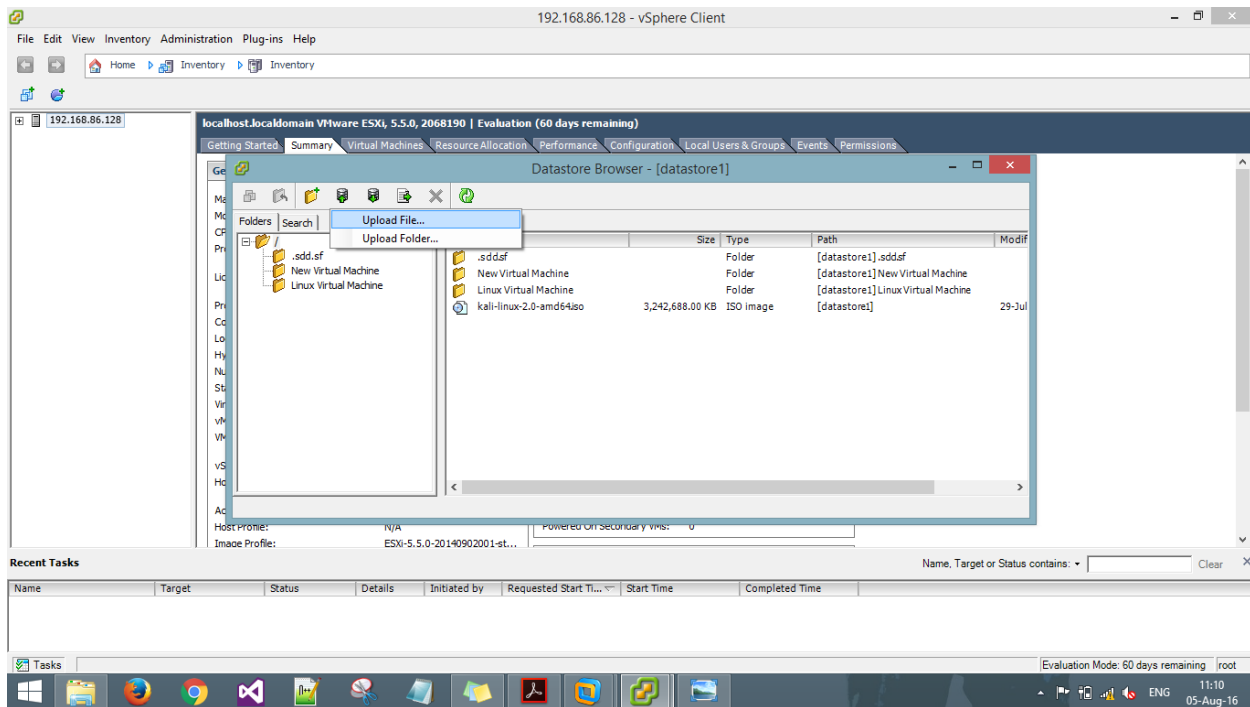 192.168.86.128 - vSphere Client
File Edit View Inventory Administration Plug-ins Help
Home Inventory Inventory
192.168.86.128
localhost.localdomain VMware ESXi, 5.5.0, 2068190 | Evaluation (60 days remaining)
Getting Started Summary Virtual Machines Resource Allocation Performance Configuration Local Users & Groups Events Permissions
Ge
Datastore Browser - [datastore1]
Folders Search
Upload File...
Upload Folder...
/
.sdd.sf
New Virtual Machine
Linux Virtual Machine
Size Type Path Modif
.sdd.sf Folder [datastore1] .sdd.sf
New Virtual Machine Folder [datastore1] New Virtual Machine
Linux Virtual Machine Folder [datastore1] Linux Virtual Machine
kali-linux-2.0-amd64.iso 3,242,688.00 KB ISO image [datastore1] 29-Jul
Host Profile: N/A
Powered On Secondary VMs: 0
Image Profile: ESXi-5.5.0-20140902001-st...
Recent Tasks
Name, Target or Status contains: Clear
Name Target Status Details Initiated by Requested Start Ti... Start Time Completed Time
Tasks
Evaluation Mode: 60 days remaining root
ENG
11:10
05-Aug-16